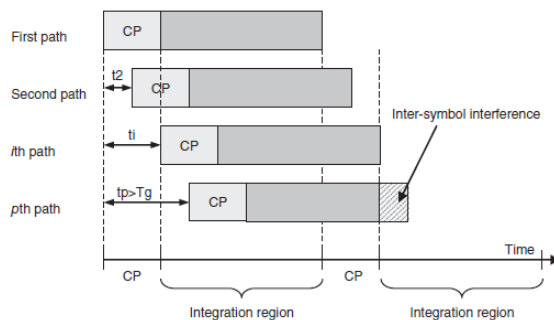 First path
CP
Second path
t2
CP
Inter-symbol interference
ith path
ti
CP
pth path
tp>Tg
CP
Time
CP
CP
Integration region
Integration region